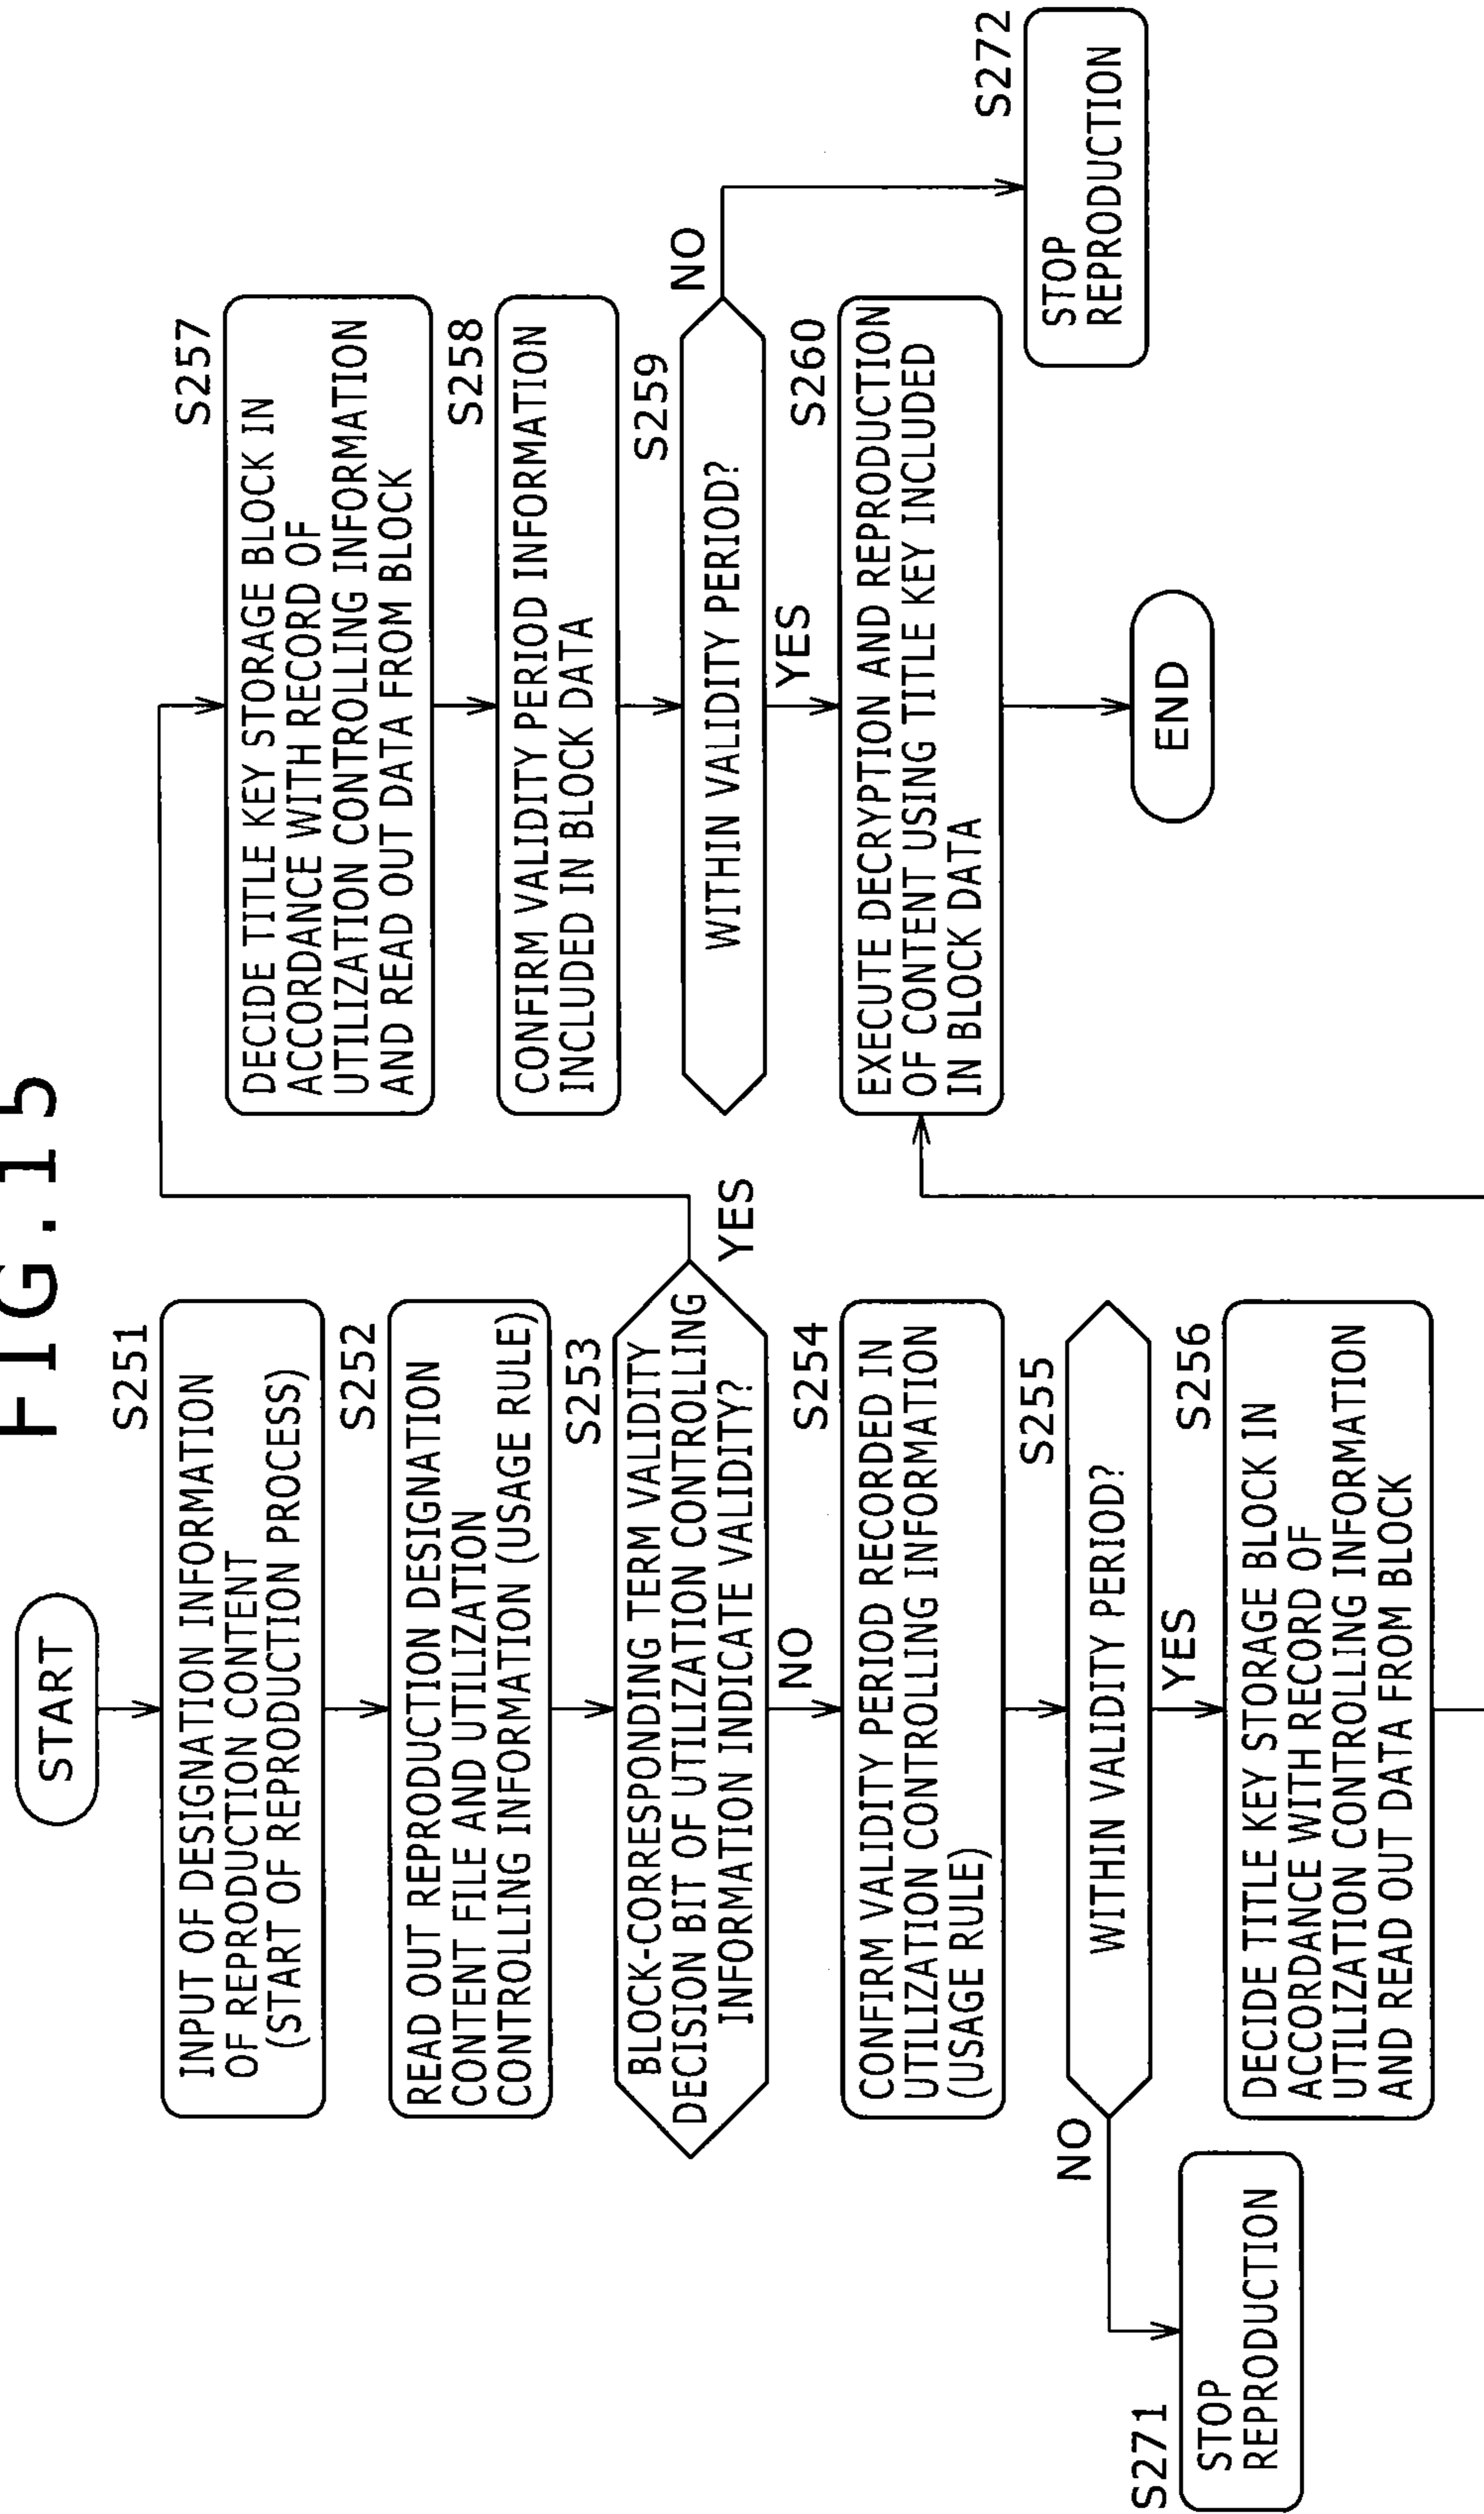 FIG.15
START
S251
INPUT OF DESIGNATION INFORMATION
OF REPRODUCTION CONTENT
(START OF REPRODUCTION PROCESS)
S252
READ OUT REPRODUCTION DESIGNATION
CONTENT FILE AND UTILIZATION
CONTROLLING INFORMATION (USAGE RULE)
S253
BLOCK-CORRESPONDING TERM VALIDITY
DECISION BIT OF UTILIZATION CONTROLLING
INFORMATION INDICATE VALIDITY?
YES
NO
S254
CONFIRM VALIDITY PERIOD RECORDED IN
UTILIZATION CONTROLLING INFORMATION
(USAGE RULE)
S255
WITHIN VALIDITY PERIOD?
NO
YES
S271
STOP
REPRODUCTION
S256
DECIDE TITLE KEY STORAGE BLOCK IN
ACCORDANCE WITH RECORD OF
UTILIZATION CONTROLLING INFORMATION
AND READ OUT DATA FROM BLOCK
S257
DECIDE TITLE KEY STORAGE BLOCK IN
ACCORDANCE WITH RECORD OF
UTILIZATION CONTROLLING INFORMATION
AND READ OUT DATA FROM BLOCK
S258
CONFIRM VALIDITY PERIOD INFORMATION
INCLUDED IN BLOCK DATA
S259
WITHIN VALIDITY PERIOD?
NO
YES
S260
EXECUTE DECRYPTION AND REPRODUCTION
OF CONTENT USING TITLE KEY INCLUDED
IN BLOCK DATA
S272
STOP
REPRODUCTION
END